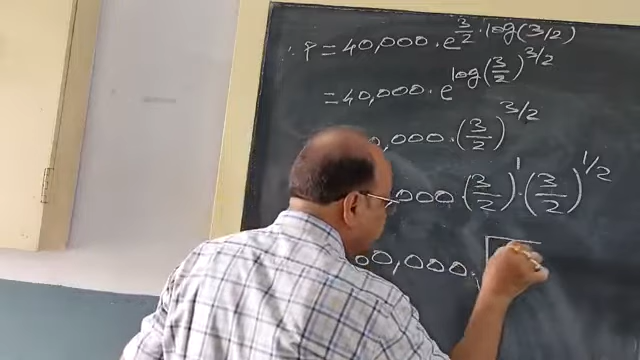 ∴ P = 40,000 · e^{3/2 · log(3/2)}
= 40,000 · e^{log(3/2)^{3/2}}
0,000 · (3/2)^{3/2}
000 (3/2)^1 · (3/2)^{1/2}
00,000 ·